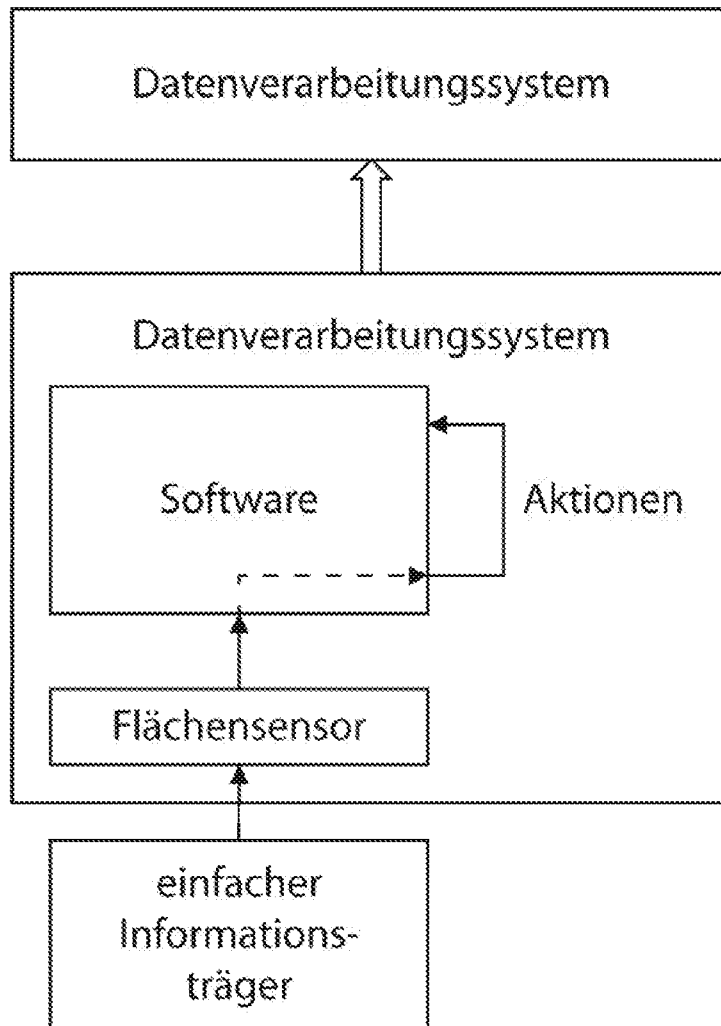 Datenverarbeitungssystem
Datenverarbeitungssystem
Software
Aktionen
Flächensensor
einfacher
Informations-
träger